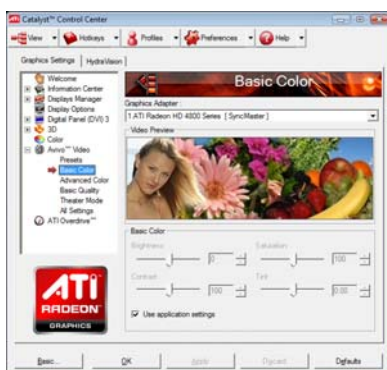 Catalyst™ Control Center
View Hotkeys Profiles Preferences Help
Graphics Settings HydraVision
Welcome
Information Center
Displays Manager
Display Options
Digital Panel (DVI) 3
3D
Color
Avivo™ Video
Presets
Basic Color
Advanced Color
Basic Quality
Theater Mode
All Settings
ATI Overdrive™
ATI
RADEON
GRAPHICS
Basic Color
Graphics Adapter
1. ATI Radeon HD 4800 Series [ SyncMaster ]
Video Preview
Basic Color
Brightness Saturation
0 100
Contrast Tint
100 0.00
Use application settings
Basic... OK Apply Discard Defaults